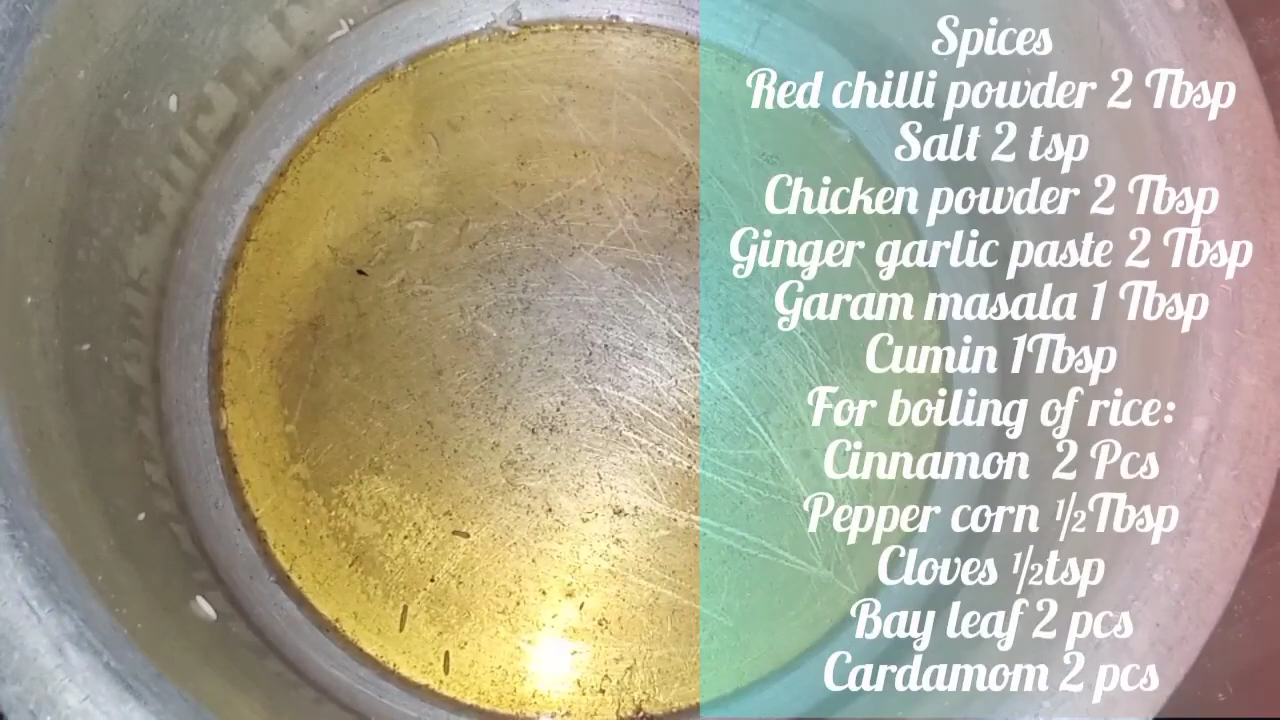 Spices
Red chilli powder 2 Tbsp
Salt 2 tsp
Chicken powder 2 Tbsp
Ginger garlic paste 2 Tbsp
Garam masala 1 Tbsp
Cumin 1Tbsp
For boiling of rice:
Cinnamon 2 Pcs
Pepper corn ½Tbsp
Cloves ½tsp
Bay leaf 2 pcs
Cardamom 2 pcs